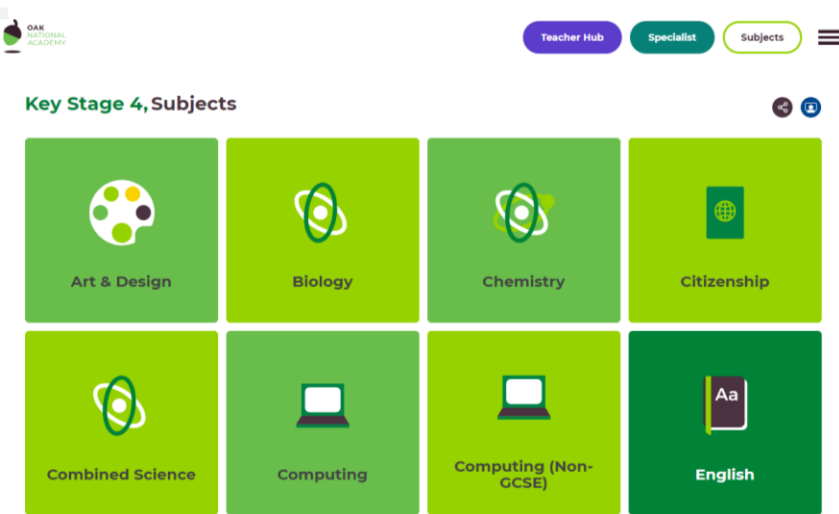 OAK
NATIONAL
ACADEMY
Teacher Hub
Specialist
Subjects
Key Stage 4, Subjects
Art & Design
Biology
Chemistry
Citizenship
Combined Science
Computing
Computing (Non-
GCSE)
Aa
English